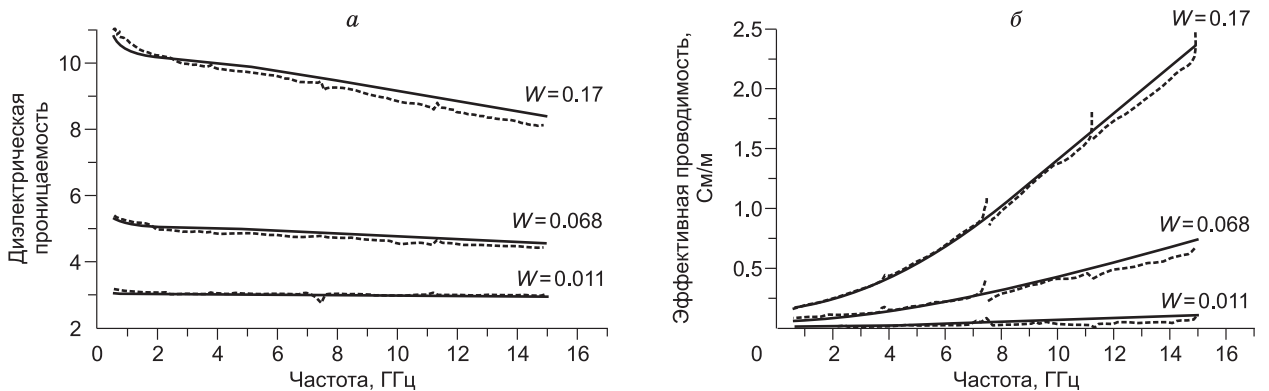 а
Диэлектрическая
проницаемость
10
8
6
4
2
W=0.17
W=0.068
W=0.011
0
2
4
6
8
10
12
14
16
Частота, ГГц
б
Эффективная проводимость,
См/м
2.5
2.0
1.5
1.0
0.5
W=0.17
W=0.068
W=0.011
0
2
4
6
8
10
12
14
16
Частота, ГГц